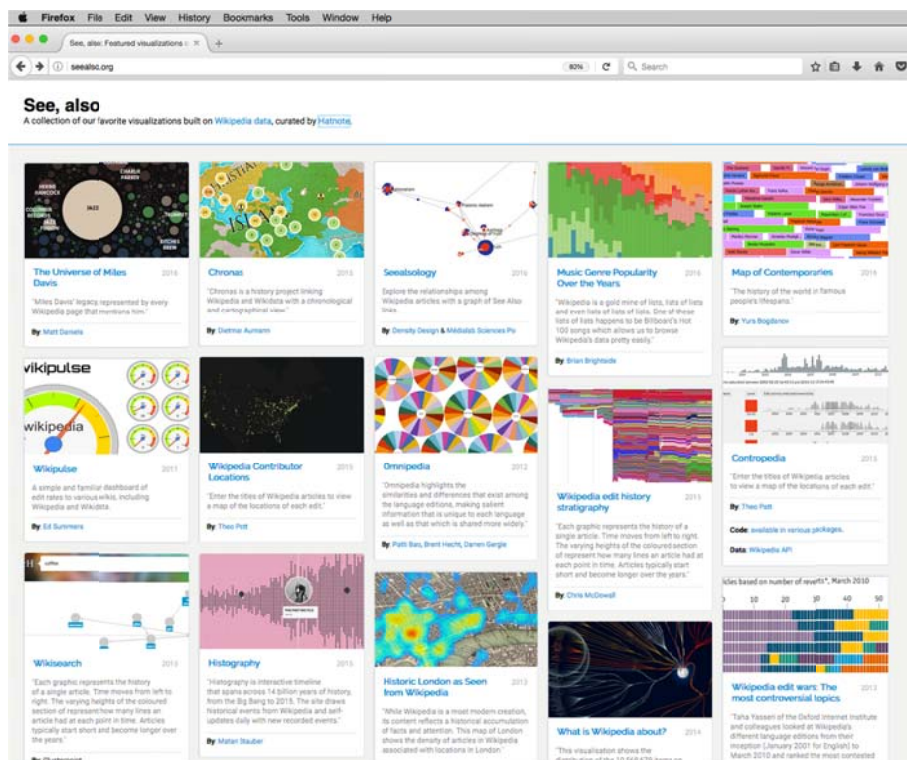 Firefox File Edit View History Bookmarks Tools Window Help
See, also: Featured visualizations
seealso.org
80%
Search
See, also
A collection of our favorite visualizations built on Wikipedia data, curated by Hatnote.
HERBIE HANCOCK
CHARLIE PARKER
JAZZ
BITCHES BREW
The Universe of Miles Davis 2016
"Miles Davis' legacy, represented by every
Wikipedia page that mentions him."
By: Matt Daniels
Chronas 2015
"Chronas is a history project linking
Wikipedia and Wikidata with a chronological
and cartographical view."
By: Dietmar Aumann
Seealsology 2016
Explore the relationships among
Wikipedia articles with a graph of See Also
links.
By: Density Design & Médialab Sciences Po
Music Genre Popularity
Over the Years 2016
"Wikipedia is a gold mine of lists, lists of lists
and even lists of lists of lists. One of these
lists of lists happens to be Billboard's Hot
100 songs which allows us to browse
Wikipedia's data pretty easily."
By: Brian Brightside
Map of Contemporaries 2016
"The history of the world in famous
people's lifespans."
By: Yura Bogdanov
wikipulse
wikipedia
Wikipulse 2011
A simple and familiar dashboard of
edit rates to various wikis, including
Wikipedia and Wikidata.
By: Ed Summers
Wikipedia Contributor
Locations 2015
"Enter the titles of Wikipedia articles to view
a map of the locations of each edit."
By: Theo Patt
Omnipedia 2012
"Omnipedia highlights the
similarities and differences that exist among
the language editions, making salient
information that is unique to each language
as well as that which is shared more widely."
By: Patti Bao, Brent Hecht, Darren Gergle
Wikipedia edit history
stratigraphy 2015
"Each graphic represents the history of a
single article. Time moves from left to right.
The varying heights of the coloured section
of represent how many lines an article had at
each point in time. Articles typically start
short and become longer over the years."
By: Chris McDowall
Contropedia 2015
"Enter the titles of Wikipedia articles
to view a map of the locations of each edit."
By: Theo Patt
Code: available in various packages.
Data: Wikipedia API
coffee
Wikisearch 2013
"Each graphic represents the history
of a single article. Time moves from left to
right. The varying heights of the coloured
section of represent how many lines an
article had at each point in time. Articles
typically start short and become longer over
the years."
Histography 2015
"Histography is interactive timeline
that spans across 14 billion years of history,
from the Big Bang to 2015. The site draws
historical events from Wikipedia and self-
updates daily with new recorded events."
By: Matan Stauber
Historic London as Seen
from Wikipedia 2013
"While Wikipedia is a most modern creation,
its content reflects a historical accumulation
of facts and attention. This map of London
shows the density of articles in Wikipedia
associated with locations in London
What is Wikipedia about? 2014
"This visualisation shows the
icles based on number of reverts*, March 2010
10 20 30 40 50
Wikipedia edit wars: The
most controversial topics 2013
"Taha Yasseri of the Oxford Internet Institute
and colleagues looked at Wikipedia's
different language editions from their
inception (January 2001 for English) to
March 2010 and ranked the most contested